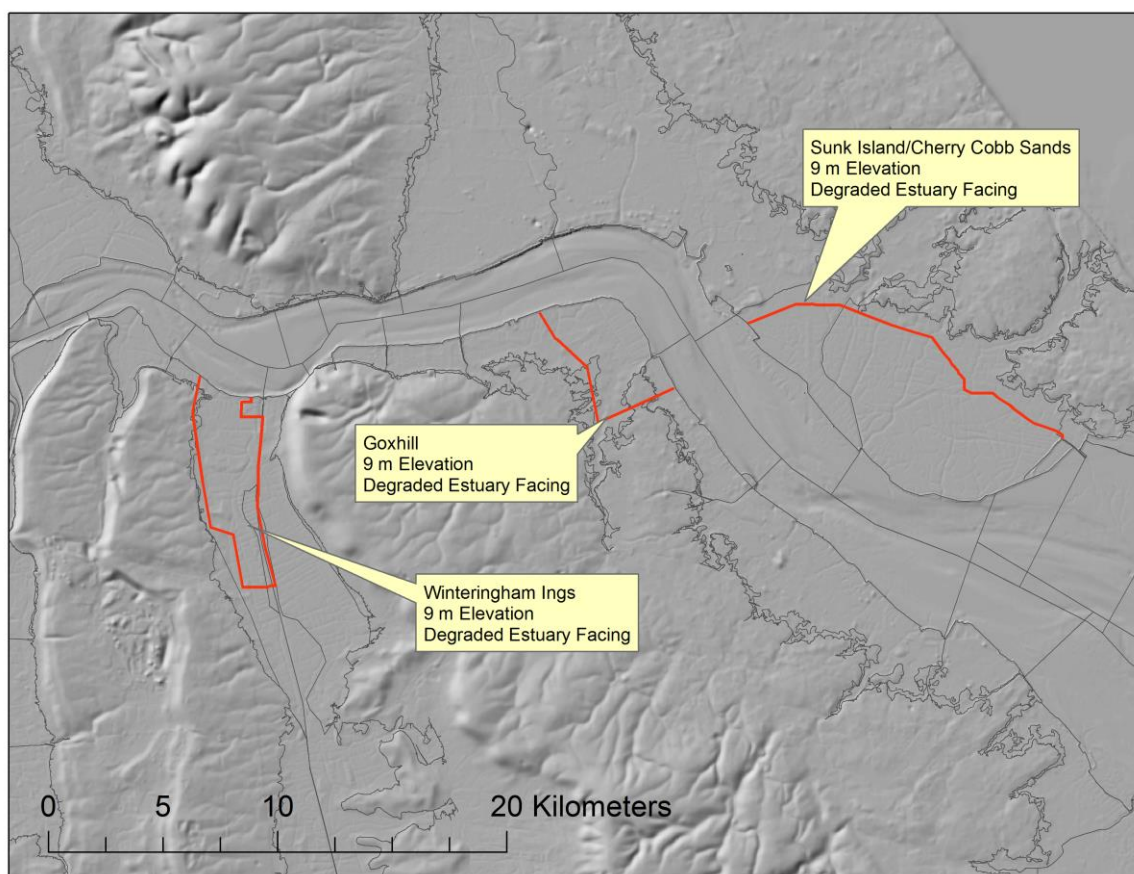 Sunk Island/Cherry Cobb Sands
9 m Elevation
Degraded Estuary Facing
Goxhill
9 m Elevation
Degraded Estuary Facing
Winteringham Ings
9 m Elevation
Degraded Estuary Facing
0 5 10 20 Kilometers